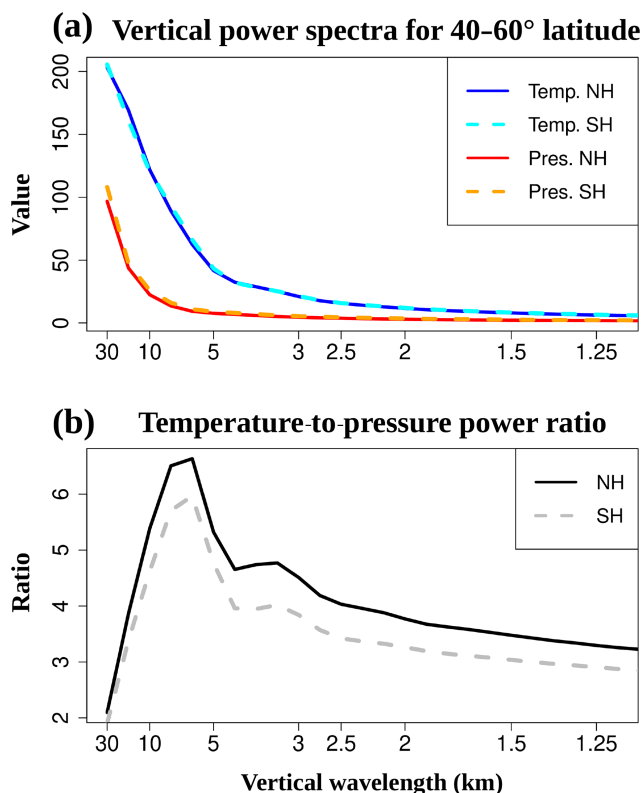 (a) Vertical power spectra for 40–60° latitude
200
150
100
50
0
Value
Temp. NH
Temp. SH
Pres. NH
Pres. SH
30 10 5 3 2.5 2 1.5 1.25
(b) Temperature-to-pressure power ratio
6
5
4
3
2
Ratio
NH
SH
30 10 5 3 2.5 2 1.5 1.25
Vertical wavelength (km)